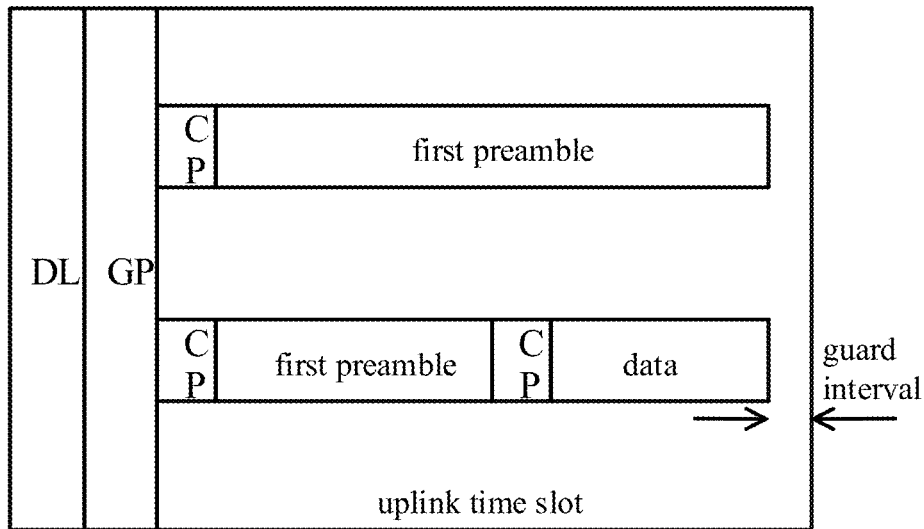 C
P
first preamble
DL
GP
C
P
first preamble
C
P
data
guard
interval
uplink time slot